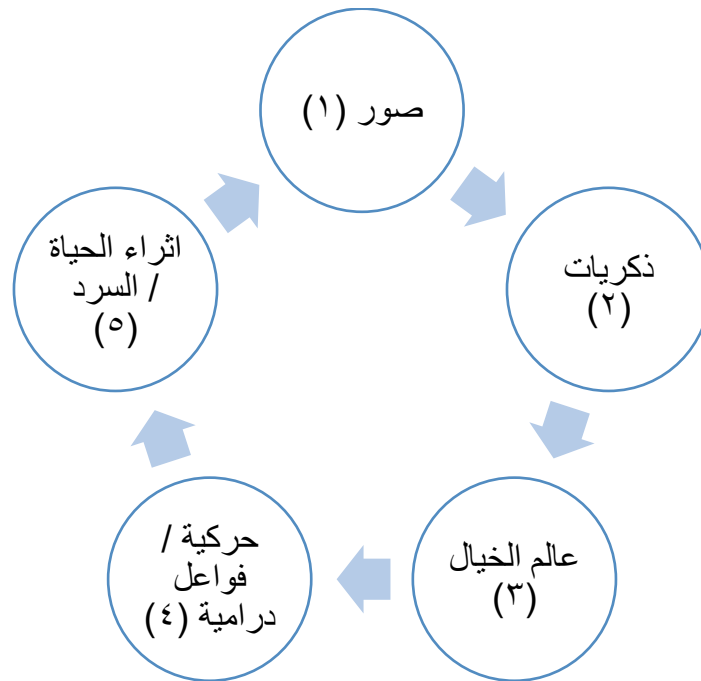 صور (١)
ذكريات
(٢)
عالم الخيال
(٣)
حركية /
فواعل
درامية (٤)
اثراء الحياة
/ السرد
(٥)